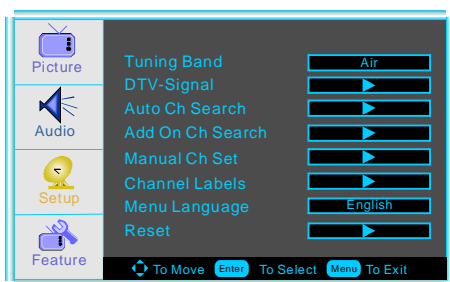 Picture
Audio
Setup
Feature
Tuning Band Air
DTV-Signal
Auto Ch Search
Add On Ch Search
Manual Ch Set
Channel Labels
Menu Language English
Reset
To Move Enter To Select Menu To Exit